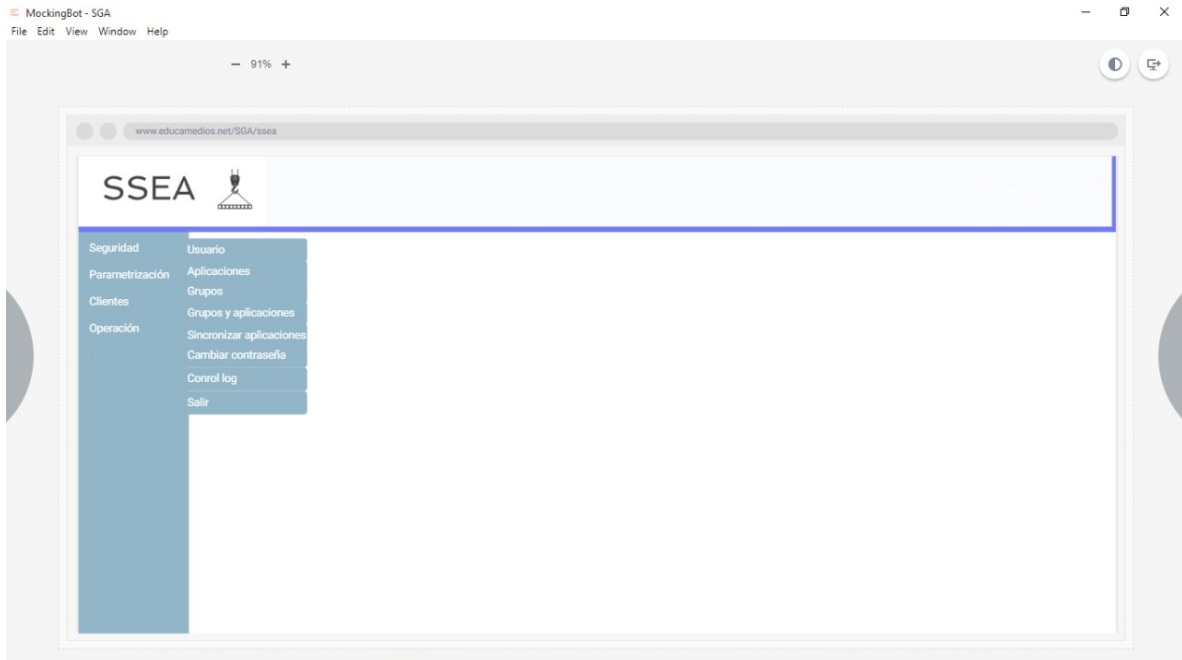 MockingBot - SGA
File Edit View Window Help
91%
www.educamedios.net/SGA/ssea
SSEA
Seguridad
Parametrización
Clientes
Operación
Usuario
Aplicaciones
Grupos
Grupos y aplicaciones
Sincronizar aplicaciones
Cambiar contraseña
Conrol log
Salir